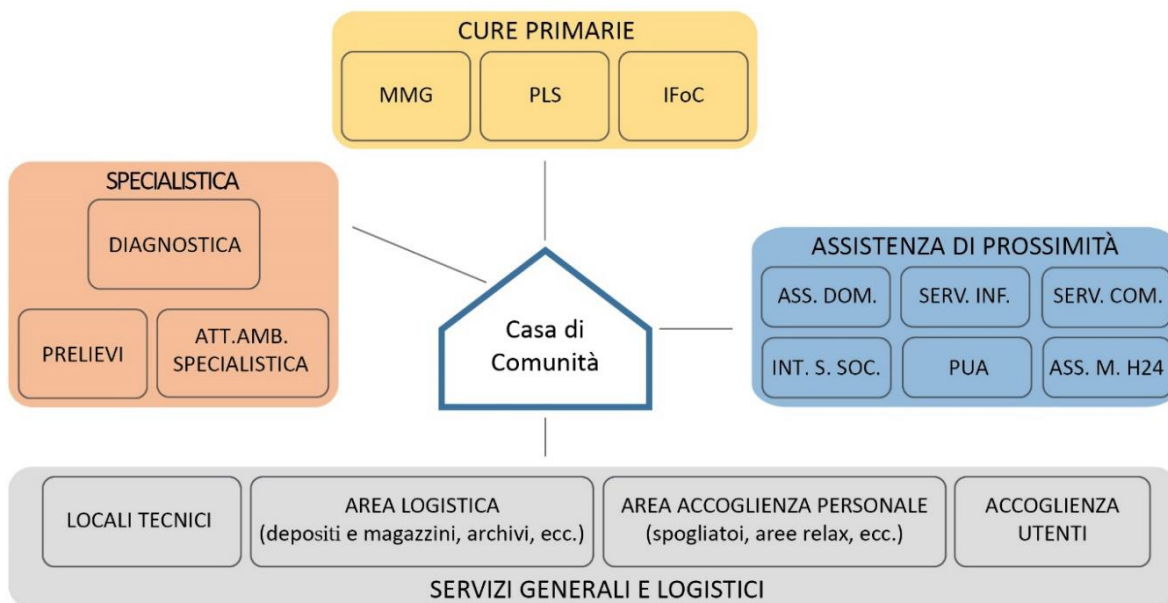 CURE PRIMARIE
MMG
PLS
IFoC
SPECIALISTICA
DIAGNOSTICA
PRELIEVI
ATT.AMB.
SPECIALISTICA
Casa di
Comunità
ASSISTENZA DI PROSSIMITÀ
ASS. DOM.
SERV. INF.
SERV. COM.
INT. S. SOC.
PUA
ASS. M. H24
LOCALI TECNICI
AREA LOGISTICA
(depositi e magazzini, archivi, ecc.)
AREA ACCOGLIENZA PERSONALE
(spogliatoi, aree relax, ecc.)
ACCOGLIENZA
UTENTI
SERVIZI GENERALI E LOGISTICI